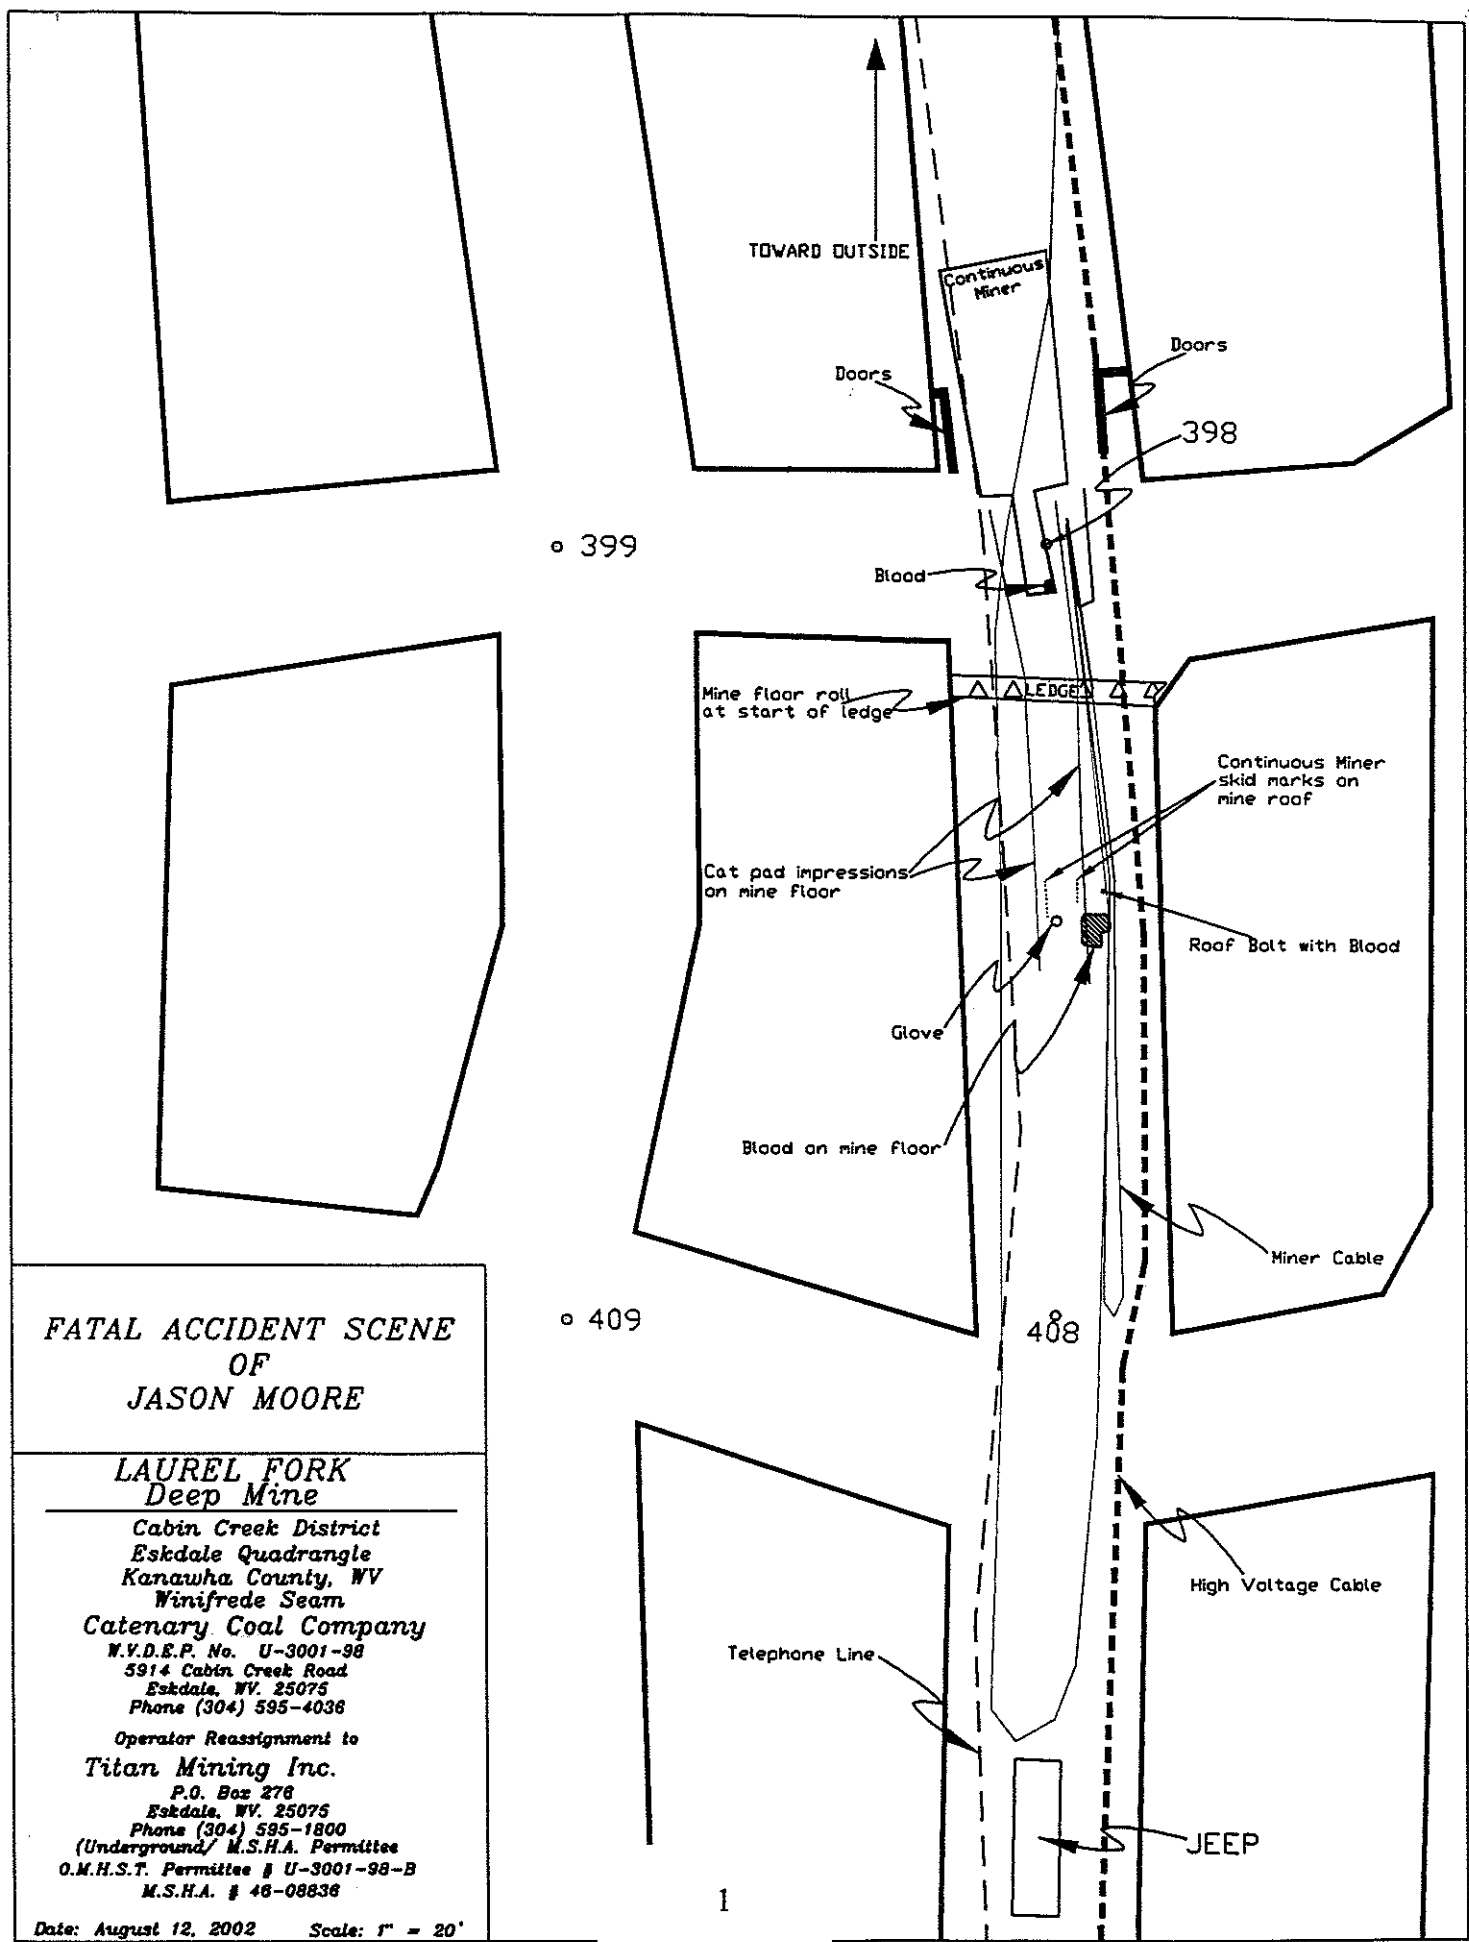 TOWARD OUTSIDE
Continuous
Miner
Doors
Doors
398
399
Blood
LEDGE
Mine floor roll
at start of ledge
Continuous Miner
skid marks on
mine roof
Cat pad impressions
on mine floor
Roof Bolt with Blood
Glove
Blood on mine floor
Miner Cable
409
408
High Voltage Cable
Telephone Line
JEEP
FATAL ACCIDENT SCENE
OF
JASON MOORE
LAUREL FORK
Deep Mine
Cabin Creek District
Eskdale Quadrangle
Kanawha County, WV
Winifrede Seam
Catenary Coal Company
W.V.D.E.P. No. U-3001-98
5914 Cabin Creek Road
Eskdale, WV. 25075
Phone (304) 595-4036
Operator Reassignment to
Titan Mining Inc.
P.O. Box 276
Eskdale, WV. 25075
Phone (304) 595-1800
(Underground/ M.S.H.A. Permittee
O.M.H.S.T. Permittee # U-3001-98-B
M.S.H.A. # 46-08836
Date: August 12, 2002 Scale: 1" = 20'
1